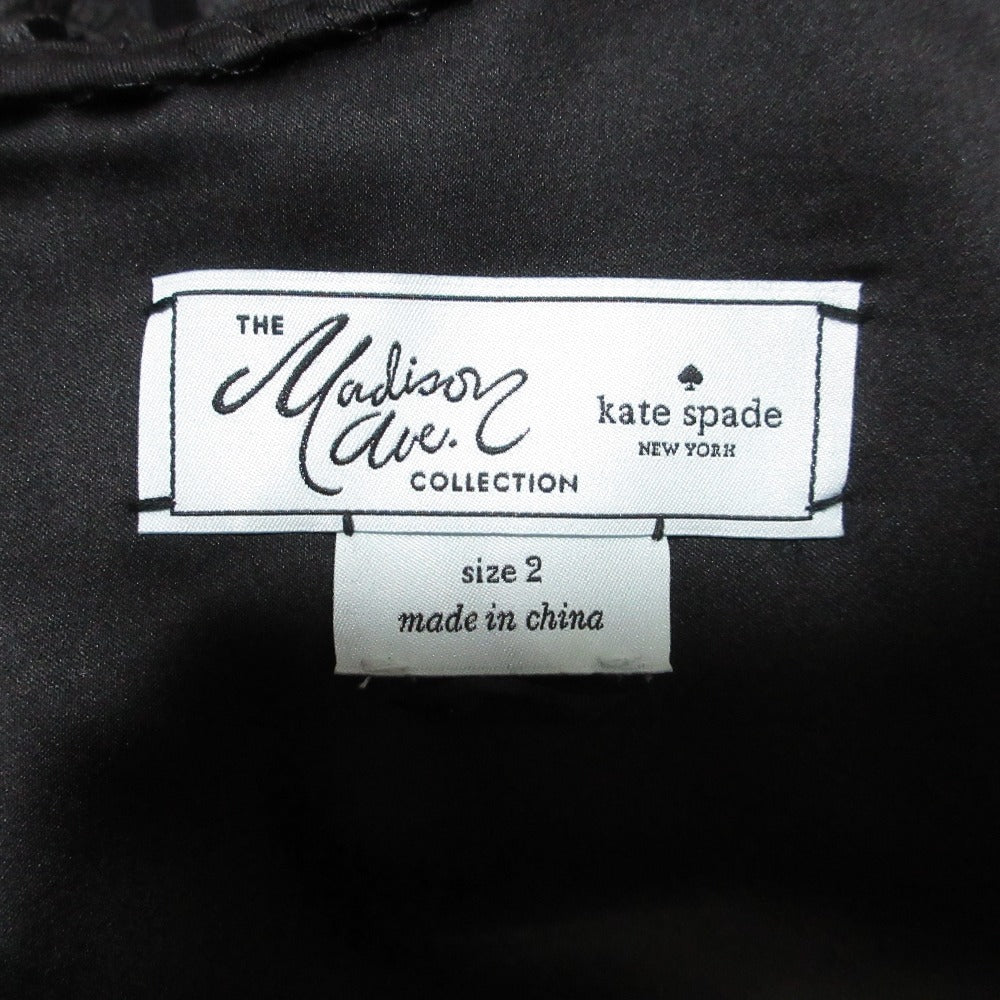 THE
Madison
Ave.
COLLECTION
kate spade
NEW YORK
size 2
made in china